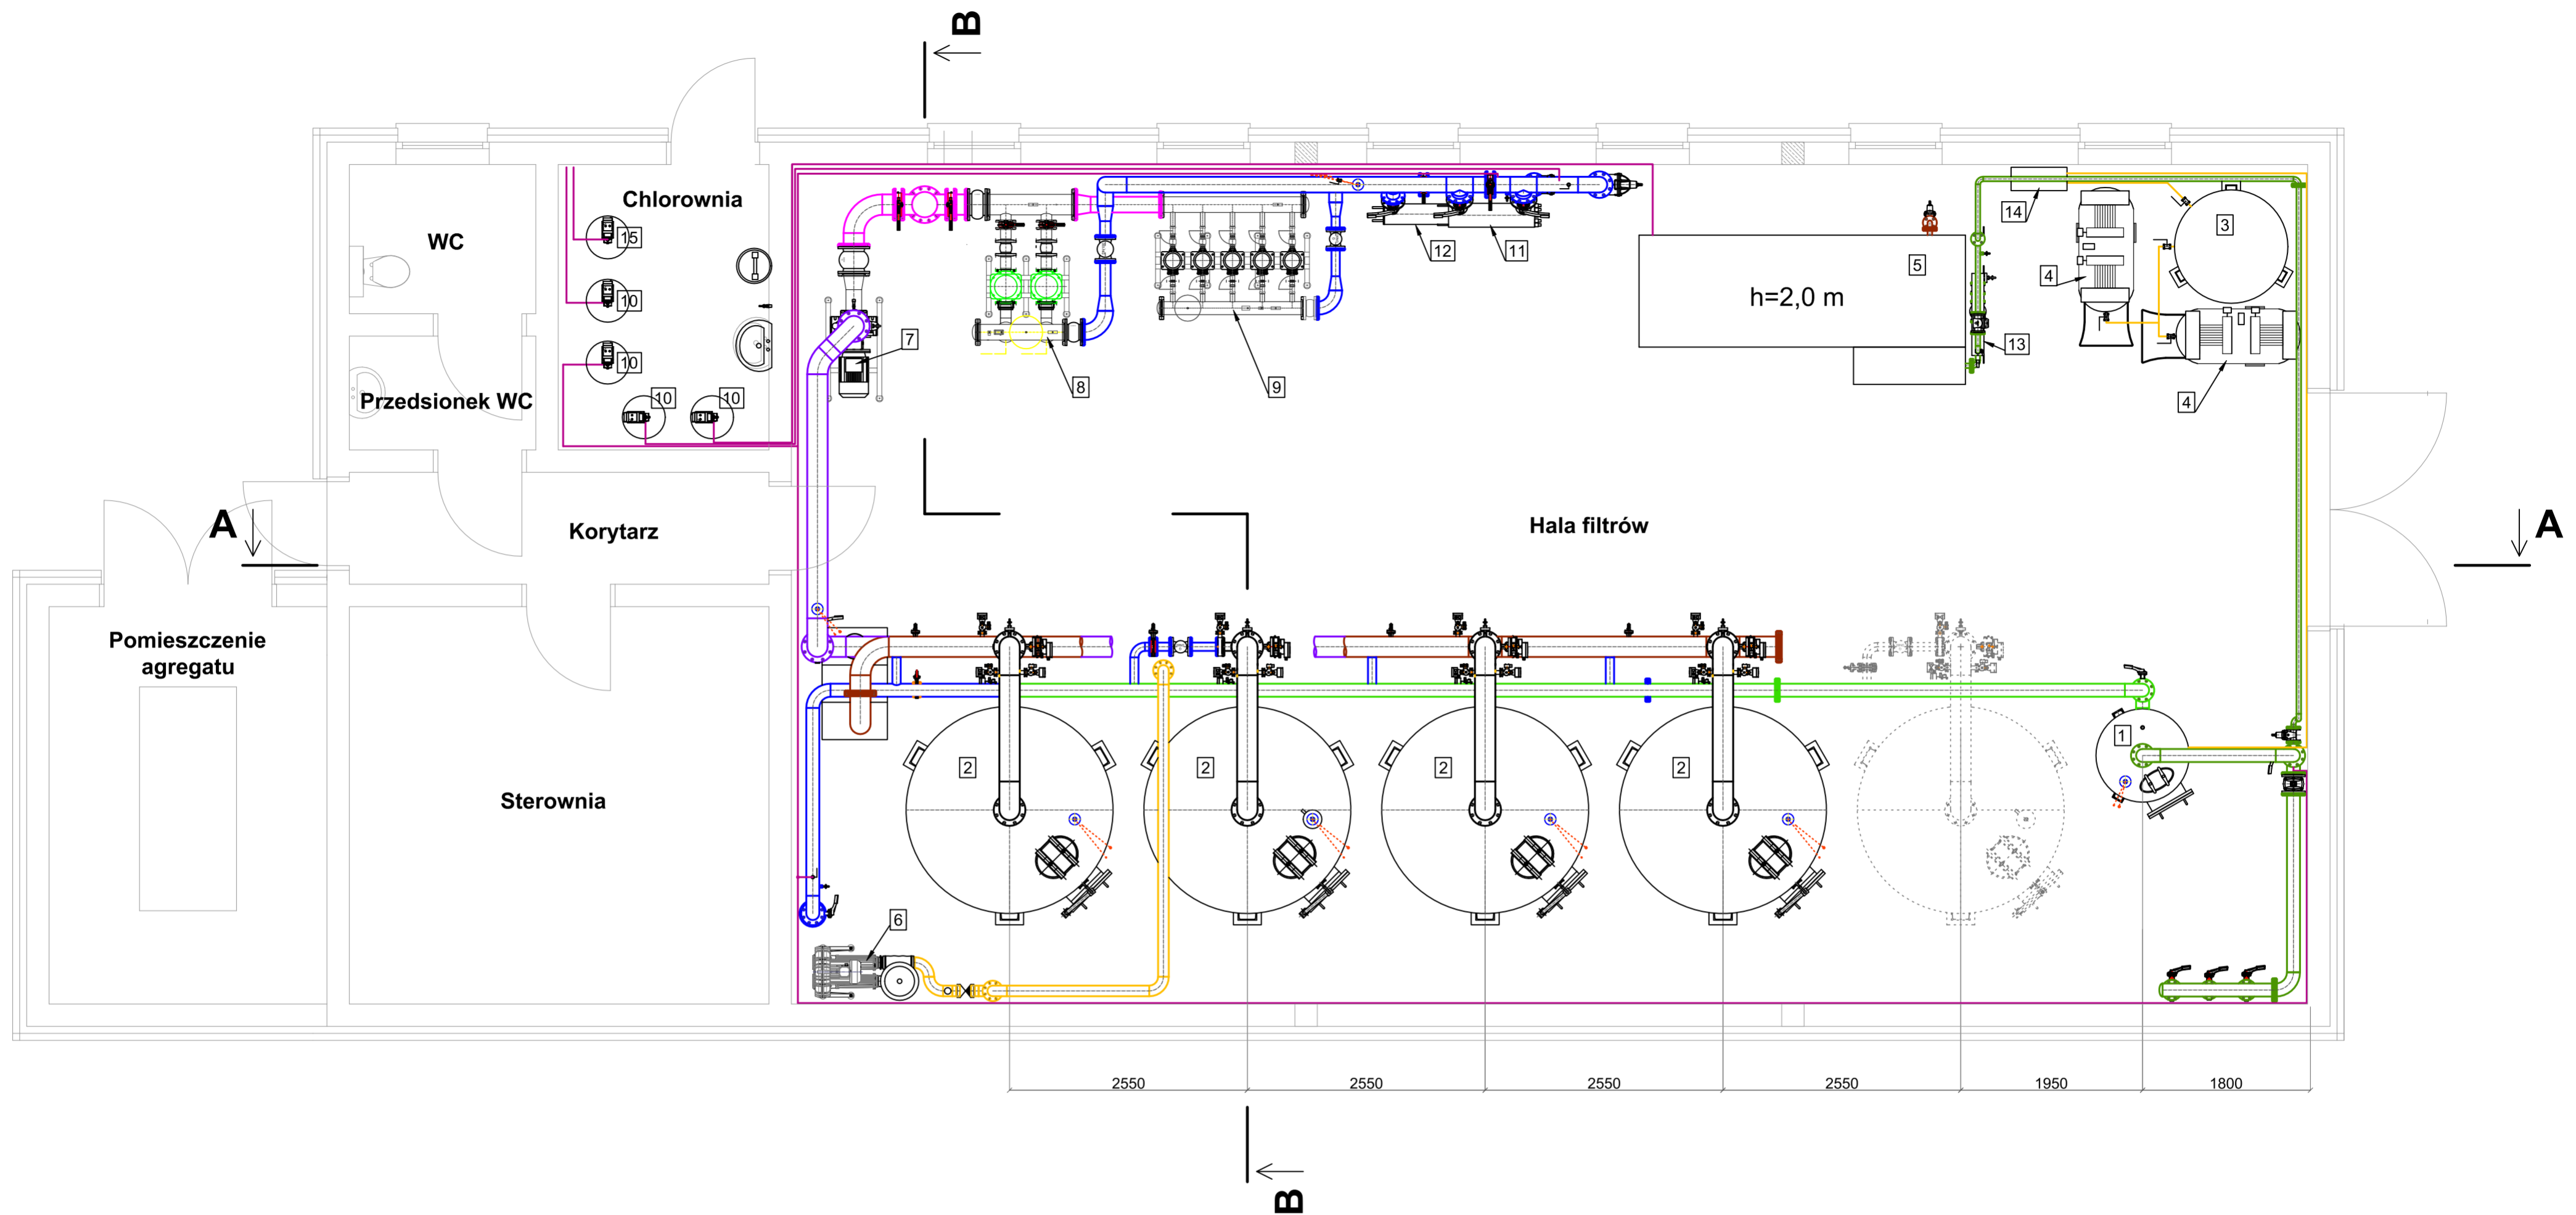 B
Chlorownia
WC
15
10
10
10
10
Przedsionek WC
7
8
9
12
11
5
h=2,0 m
14
3
4
13
4
A
Korytarz
Hala filtrów
A
Pomieszczenie
agregatu
Sterownia
2
2
2
2
1
6
2550
2550
2550
2550
1950
1800
B